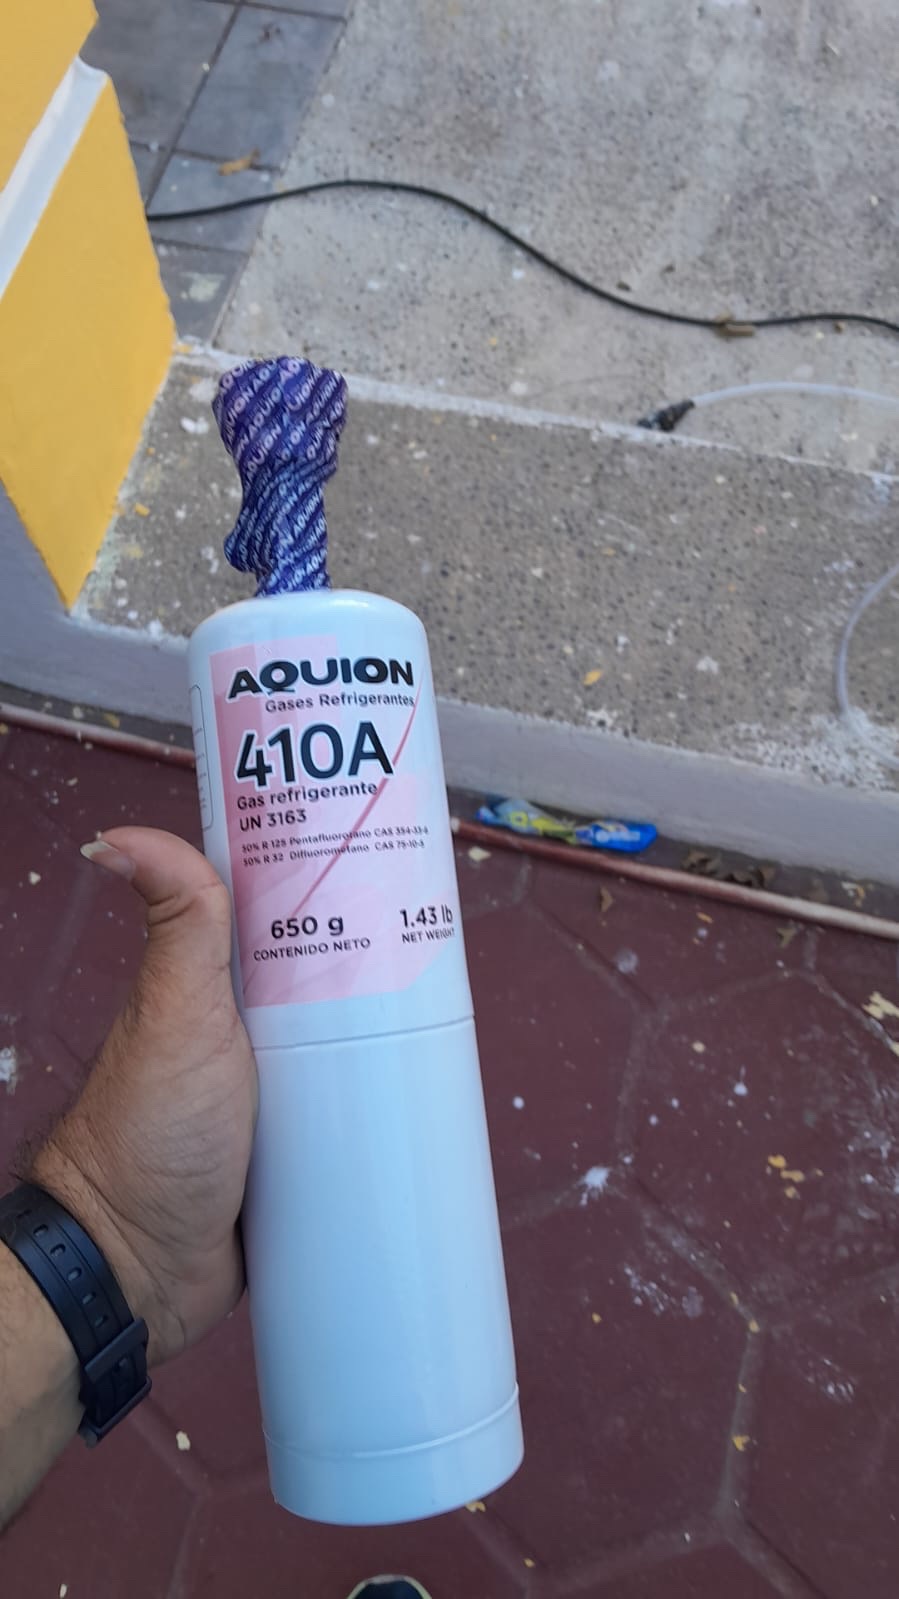 AQUION
Gases Refrigerantes
410A
Gas refrigerante
UN 3163
50% R 125 Pentafluoroetano CAS 354-33-6
50% R 32 Difluorometano CAS 75-10-5
650 g
CONTENIDO NETO
1.43 lb
NET WEIGHT